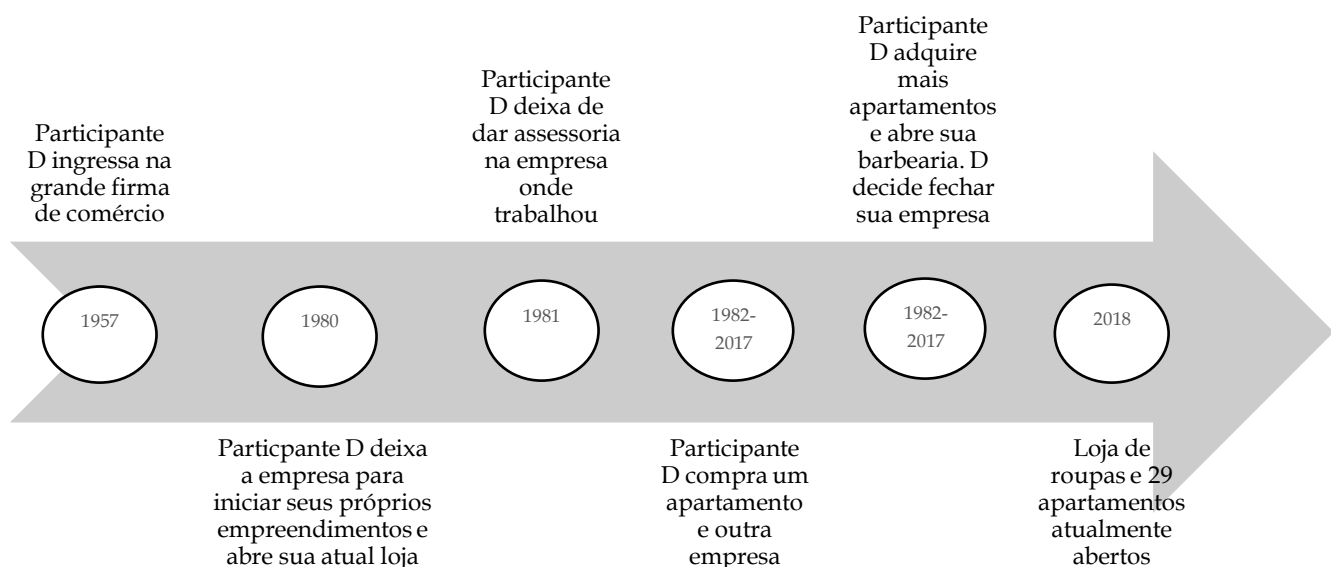 Participante
D ingressa na
grande firma
de comércio
1957
Particpante D deixa
a empresa para
iniciar seus próprios
empreendimentos e
abre sua atual loja
1980
Participante
D deixa de
dar assessoria
na empresa
onde
trabalhou
1981
1982-
2017
Participante
D compra um
apartamento
e outra
empresa
Participante
D adquire
mais
apartamentos
e abre sua
barbearia. D
decide fechar
sua empresa
1982-
2017
2018
Loja de
roupas e 29
apartamentos
atualmente
abertos